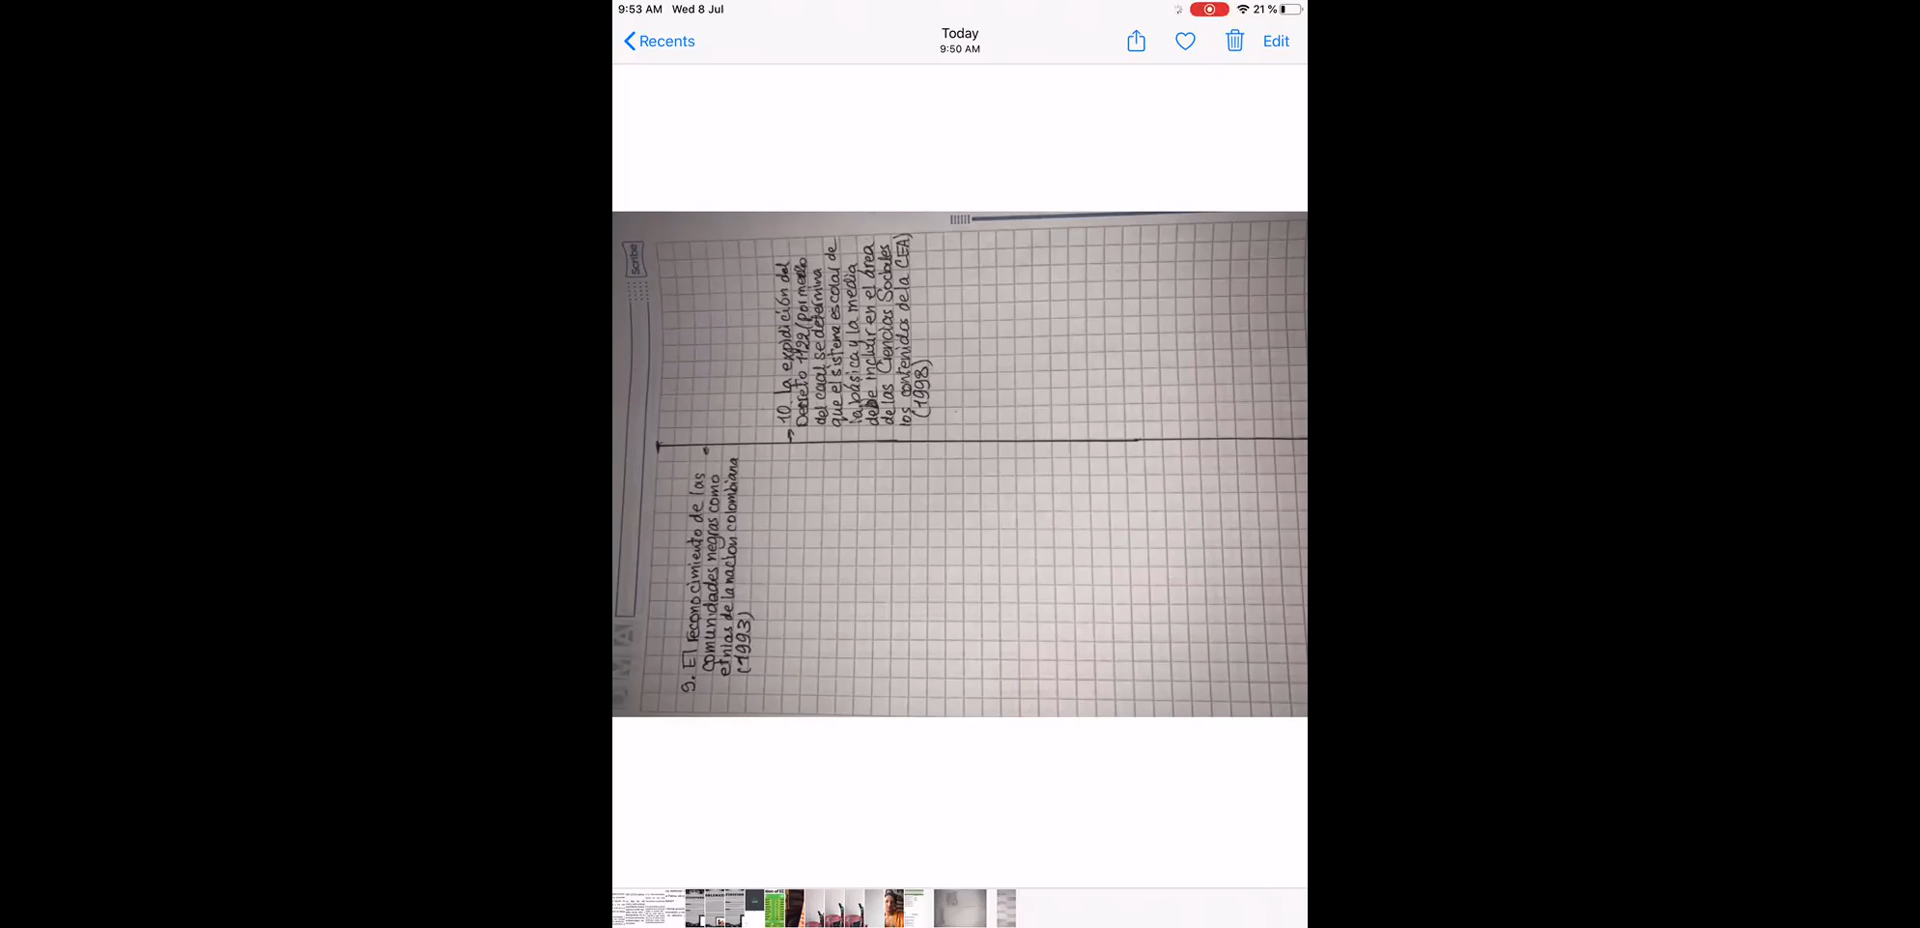 9:53 AM Wed 8 Jul
21 %
Recents
Today
9:50 AM
Edit
Scribe
9. El reconocimiento de las
comunidades negras como
etnias de la nacion colombiana
(1993)
10. La expidición del
Decreto 1122 (Por medio
del caul se determina
que el sistema escolar de
la básica y la media
debe incluir en el área
de las Ciencias Sociales
los contenidos de la CEA)
(1998)